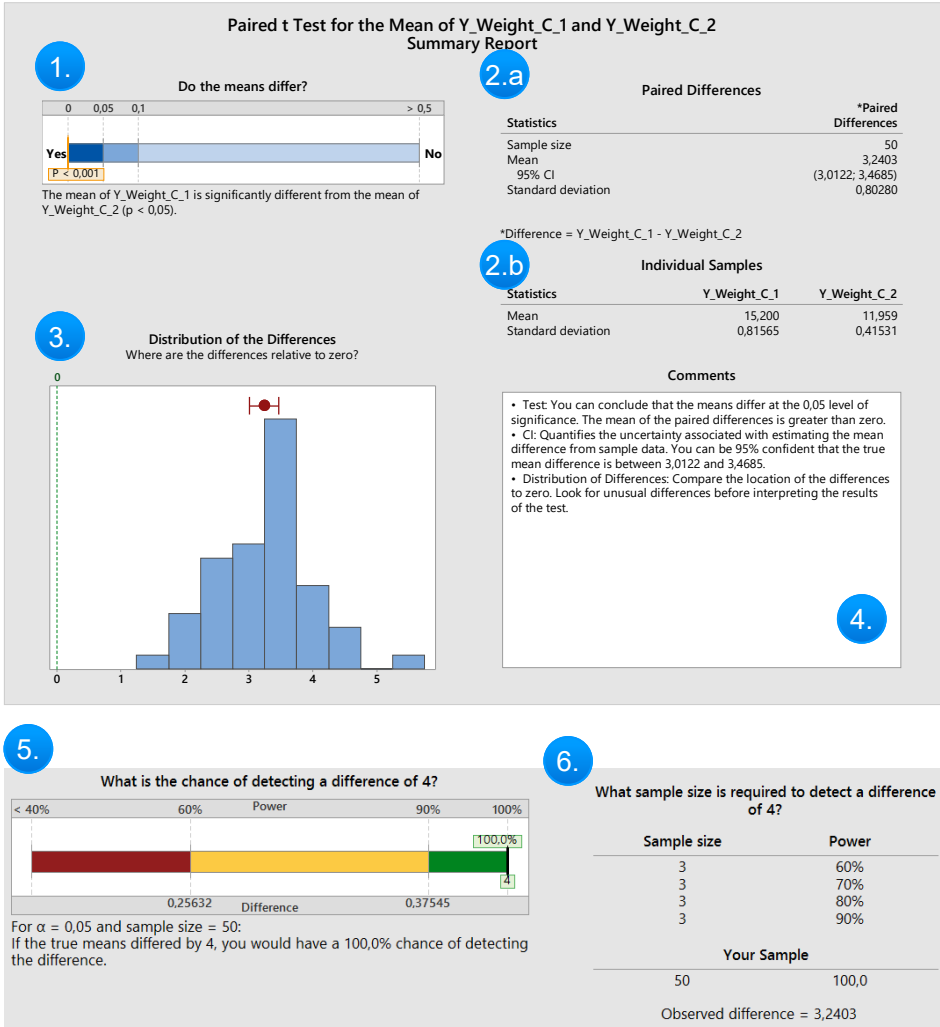 Paired t Test for the Mean of Y_Weight_C_1 and Y_Weight_C_2
Summary Report
1.
Do the means differ?
0 0,05 0,1 > 0,5
Yes No
P < 0,001
The mean of Y_Weight_C_1 is significantly different from the mean of
Y_Weight_C_2 (p < 0,05).
2.a
Paired Differences
*Paired
Statistics Differences
Sample size 50
Mean 3,2403
95% CI (3,0122; 3,4685)
Standard deviation 0,80280
*Difference = Y_Weight_C_1 - Y_Weight_C_2
2.b
Individual Samples
Statistics Y_Weight_C_1 Y_Weight_C_2
Mean 15,200 11,959
Standard deviation 0,81565 0,41531
3.
Distribution of the Differences
Where are the differences relative to zero?
0
0 1 2 3 4 5
Comments
• Test: You can conclude that the means differ at the 0,05 level of
significance. The mean of the paired differences is greater than zero.
• CI: Quantifies the uncertainty associated with estimating the mean
difference from sample data. You can be 95% confident that the true
mean difference is between 3,0122 and 3,4685.
• Distribution of Differences: Compare the location of the differences
to zero. Look for unusual differences before interpreting the results
of the test.
4.
5.
What is the chance of detecting a difference of 4?
< 40% 60% Power 90% 100%
100,0%
4
0,25632 Difference 0,37545
For α = 0,05 and sample size = 50:
If the true means differed by 4, you would have a 100,0% chance of detecting
the difference.
6.
What sample size is required to detect a difference
of 4?
Sample size Power
3 60%
3 70%
3 80%
3 90%
Your Sample
50 100,0
Observed difference = 3,2403